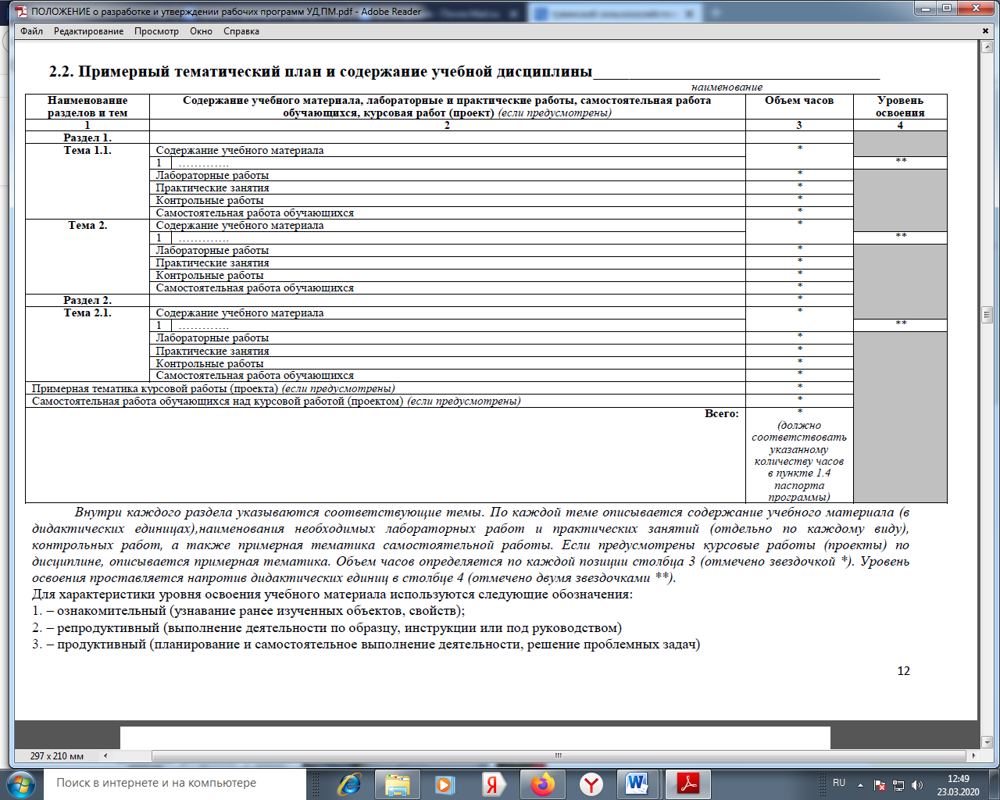 ПОЛОЖЕНИЕ о разработке и утверждении рабочих программ УД,ПМ.pdf - Adobe Reader
Файл Редактирование Просмотр Окно Справка
2.2. Примерный тематический план и содержание учебной дисциплины
наименование
Наименование разделов и тем
Содержание учебного материала, лабораторные и практические работы, самостоятельная работа обучающихся, курсовая работ (проект) (если предусмотрены)
Объем часов
Уровень освоения
1 2 3 4
Раздел 1.
Тема 1.1. Содержание учебного материала *
1 …………. **
Лабораторные работы *
Практические занятия *
Контрольные работы *
Самостоятельная работа обучающихся *
Тема 2. Содержание учебного материала *
1 …………. **
Лабораторные работы *
Практические занятия *
Контрольные работы *
Самостоятельная работа обучающихся *
Раздел 2. *
Тема 2.1. Содержание учебного материала *
1 …………. **
Лабораторные работы *
Практические занятия *
Контрольные работы *
Самостоятельная работа обучающихся *
Примерная тематика курсовой работы (проекта) (если предусмотрены) *
Самостоятельная работа обучающихся над курсовой работой (проектом) (если предусмотрены) *
Всего: *
(должно
соответствовать
указанному
количеству часов
в пункте 1.4
паспорта
программы)
Внутри каждого раздела указываются соответствующие темы. По каждой теме описывается содержание учебного материала (в
дидактических единицах),наименования необходимых лабораторных работ и практических занятий (отдельно по каждому виду),
контрольных работ, а также примерная тематика самостоятельной работы. Если предусмотрены курсовые работы (проекты) по
дисциплине, описывается примерная тематика. Объем часов определяется по каждой позиции столбца 3 (отмечено звездочкой *). Уровень
освоения проставляется напротив дидактических единиц в столбце 4 (отмечено двумя звездочками **).
Для характеристики уровня освоения учебного материала используются следующие обозначения:
1. – ознакомительный (узнавание ранее изученных объектов, свойств);
2. – репродуктивный (выполнение деятельности по образцу, инструкции или под руководством)
3. – продуктивный (планирование и самостоятельное выполнение деятельности, решение проблемных задач)
12
297 x 210 мм
Поиск в интернете и на компьютере
RU
12:49
23.03.2020